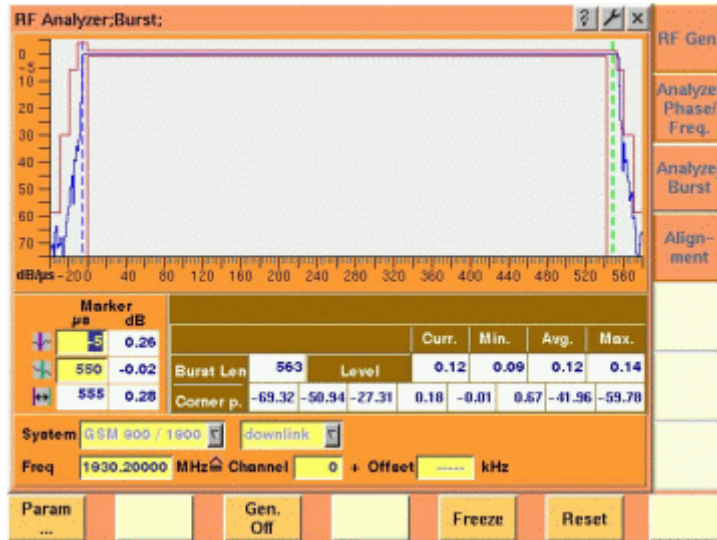 RF Analyzer;Burst;
?
RF Gen
Analyze
Phase/
Freq.
Analyze
Burst
Align-
ment
0
-5
10
20
30
40
50
60
70
dB/µs -20 0 40 80 120 160 200 240 280 320 360 400 440 480 520 560
Marker
µs dB
-5 0.26
550 -0.02
555 0.28
Curr. Min. Avg. Max.
Burst Len 563 Level 0.12 0.09 0.12 0.14
Corner p. -69.32 -50.94 -27.31 0.18 -0.01 0.67 -41.96 -59.78
System GSM 900 / 1900 downlink
Freq 1930.20000 MHz≙ Channel 0 + Offset ----- kHz
Param
...
Gen.
Off
Freeze
Reset